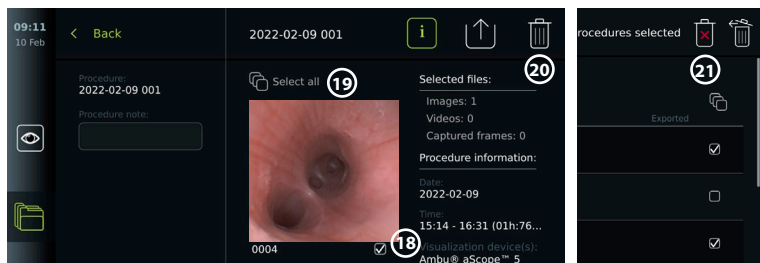 09:11
10 Feb
Back
2022-02-09 001
i
rocedures selected
Procedure:
2022-02-09 001
Procedure note:
Select all
19
Selected files:
20
21
Images: 1
Videos: 0
Captured frames: 0
Exported
Procedure information:
Date:
2022-02-09
Time:
15:14 - 16:31 (01h:76...
0004
18
Visualization device(s):
Ambu® aScope™ 5